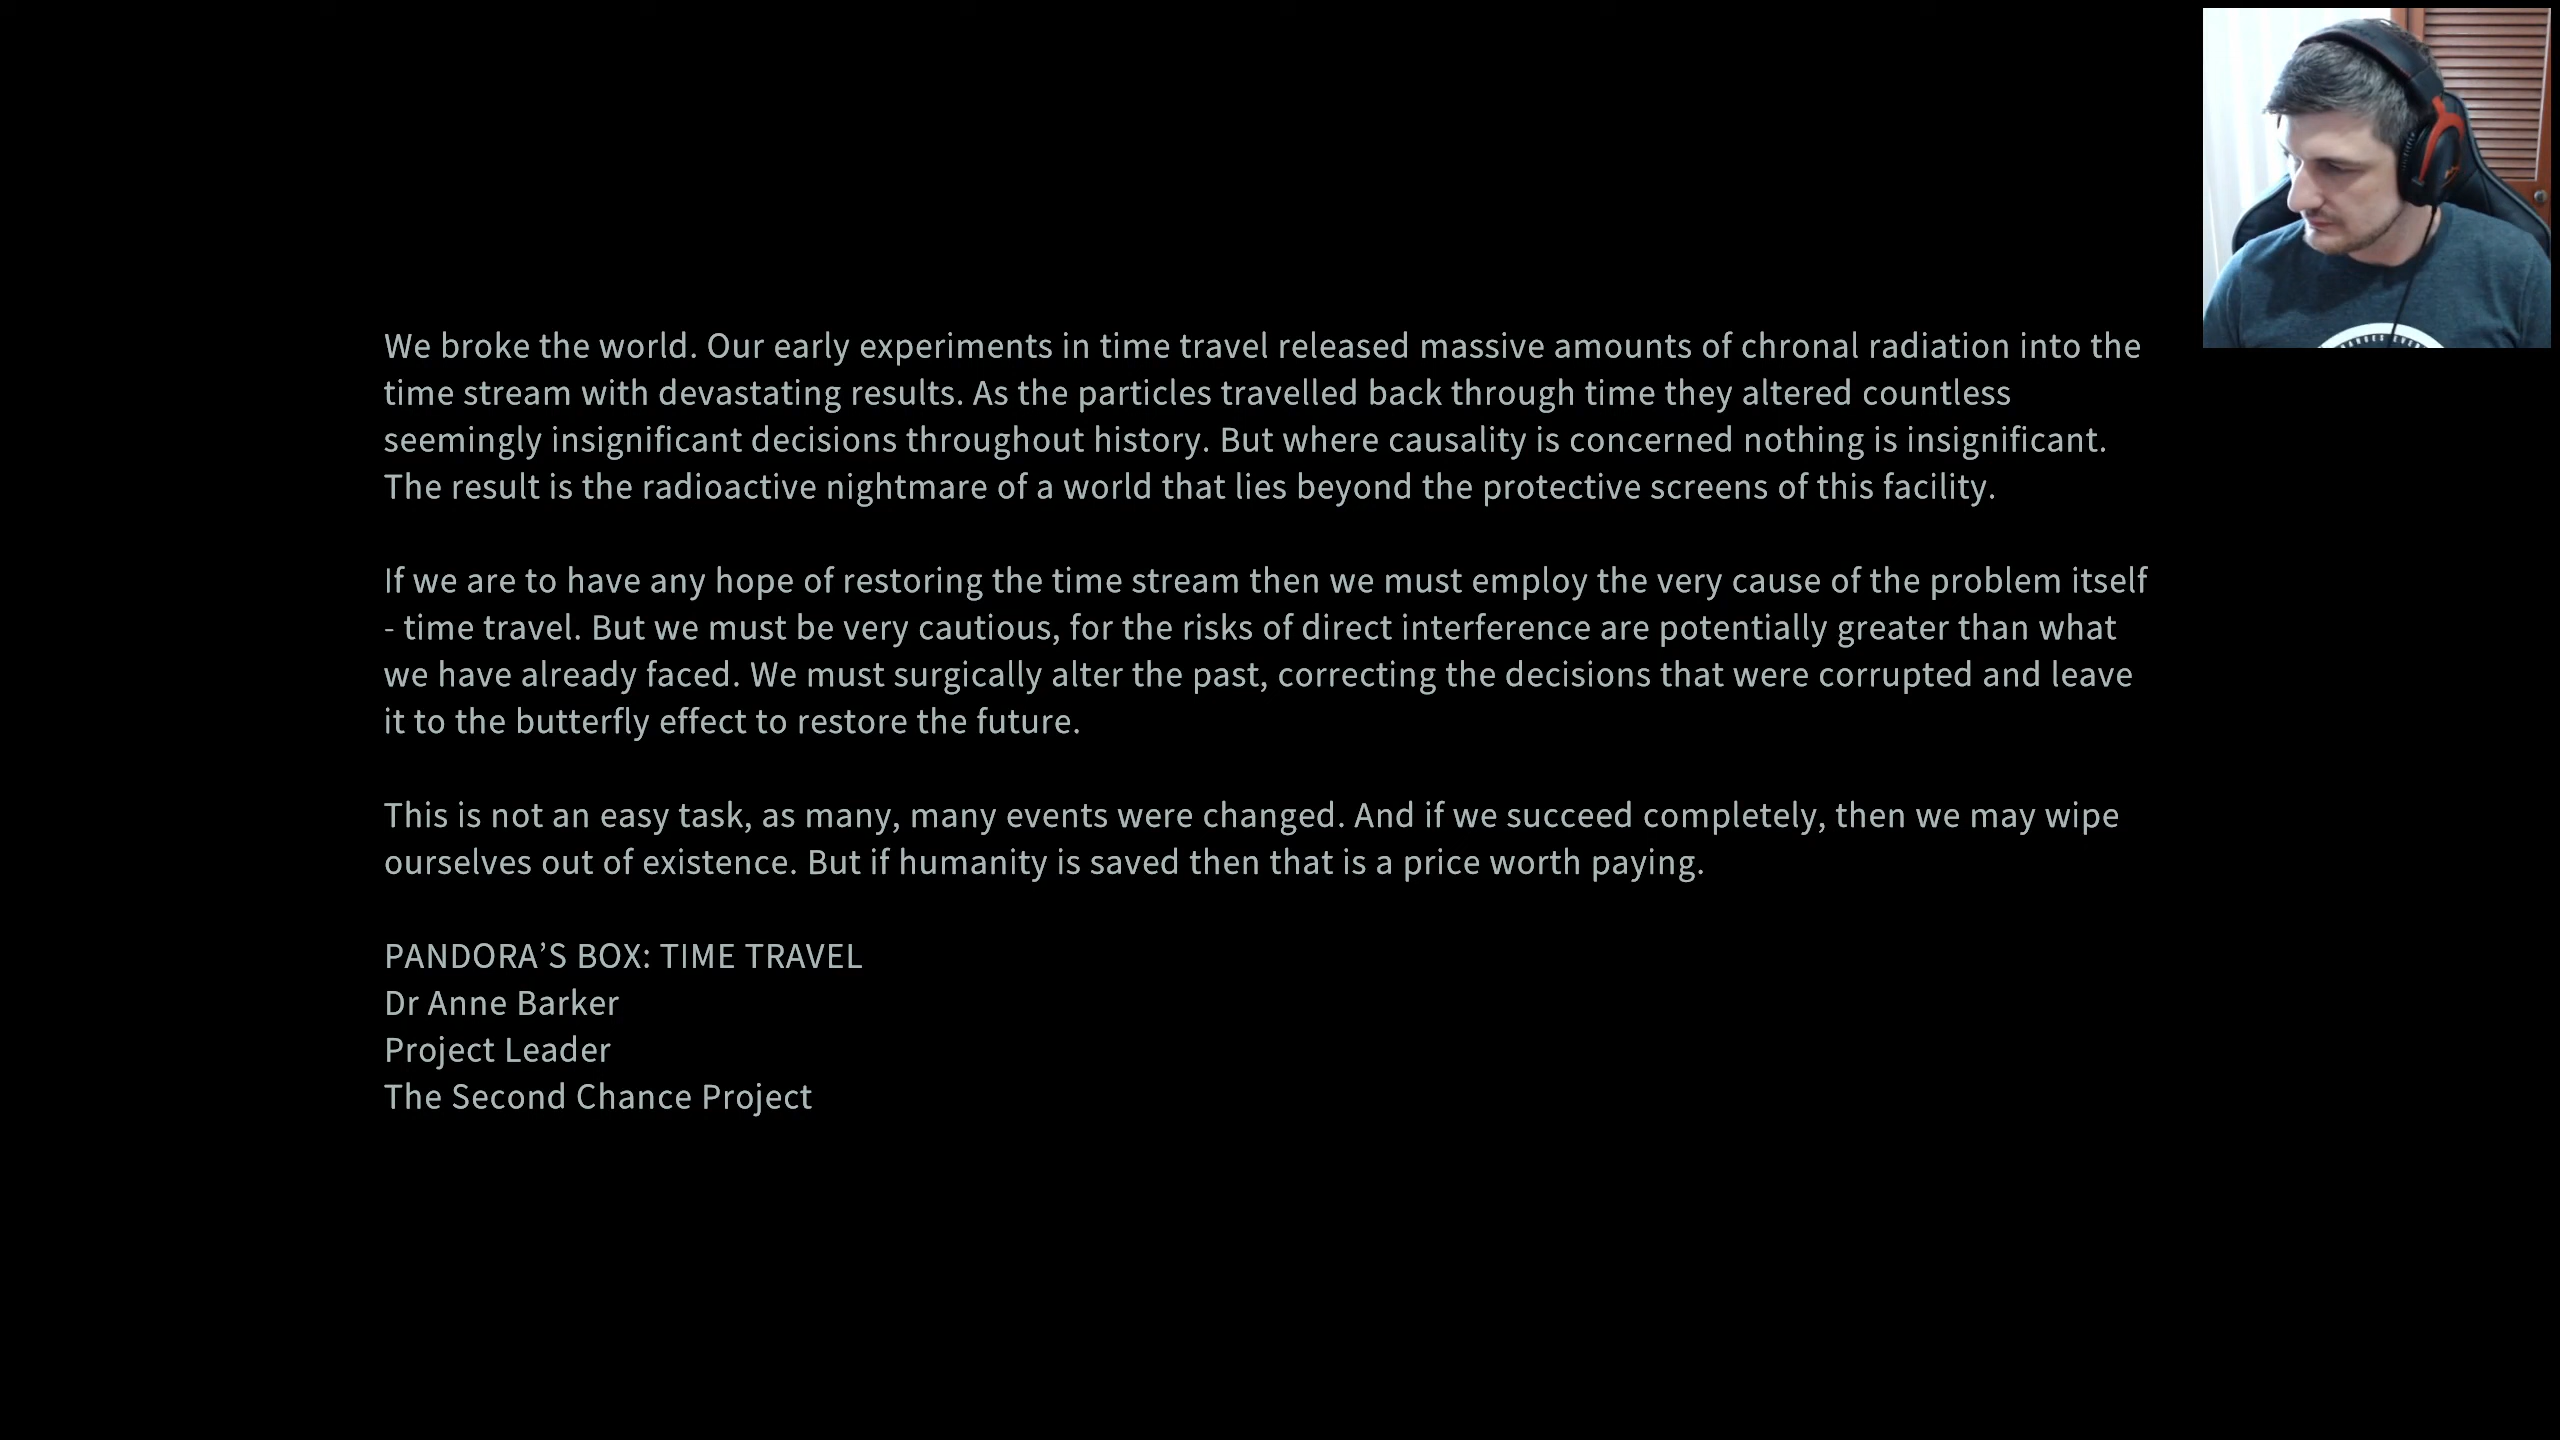 We broke the world. Our early experiments in time travel released massive amounts of chronal radiation into the
time stream with devastating results. As the particles travelled back through time they altered countless
seemingly insignificant decisions throughout history. But where causality is concerned nothing is insignificant.
The result is the radioactive nightmare of a world that lies beyond the protective screens of this facility.
If we are to have any hope of restoring the time stream then we must employ the very cause of the problem itself
- time travel. But we must be very cautious, for the risks of direct interference are potentially greater than what
we have already faced. We must surgically alter the past, correcting the decisions that were corrupted and leave
it to the butterfly effect to restore the future.
This is not an easy task, as many, many events were changed. And if we succeed completely, then we may wipe
ourselves out of existence. But if humanity is saved then that is a price worth paying.
PANDORA’S BOX: TIME TRAVEL
Dr Anne Barker
Project Leader
The Second Chance Project